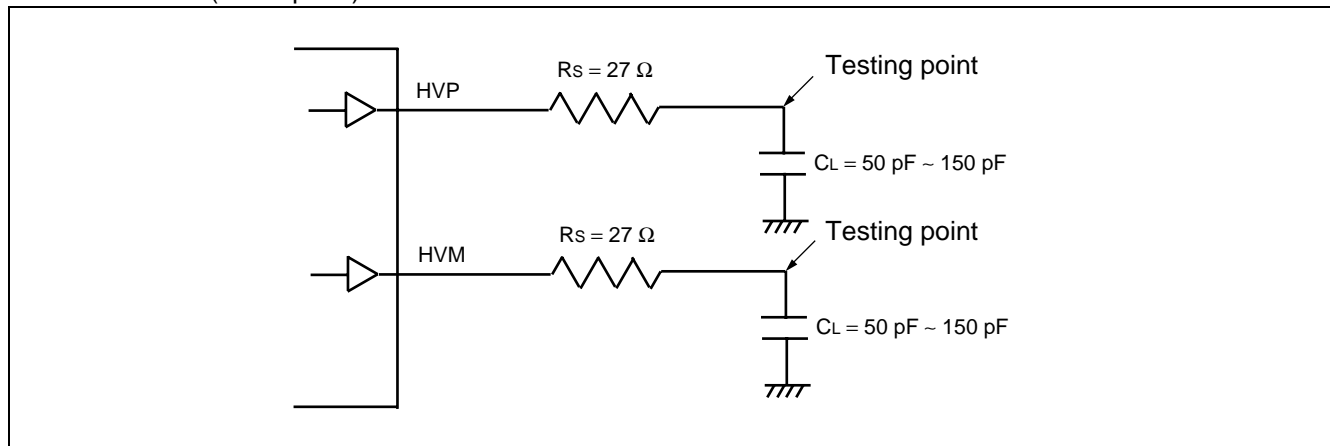 Testing point
Rs = 27 Ω
HVP
CL = 50 pF ~ 150 pF
Testing point
Rs = 27 Ω
HVM
CL = 50 pF ~ 150 pF